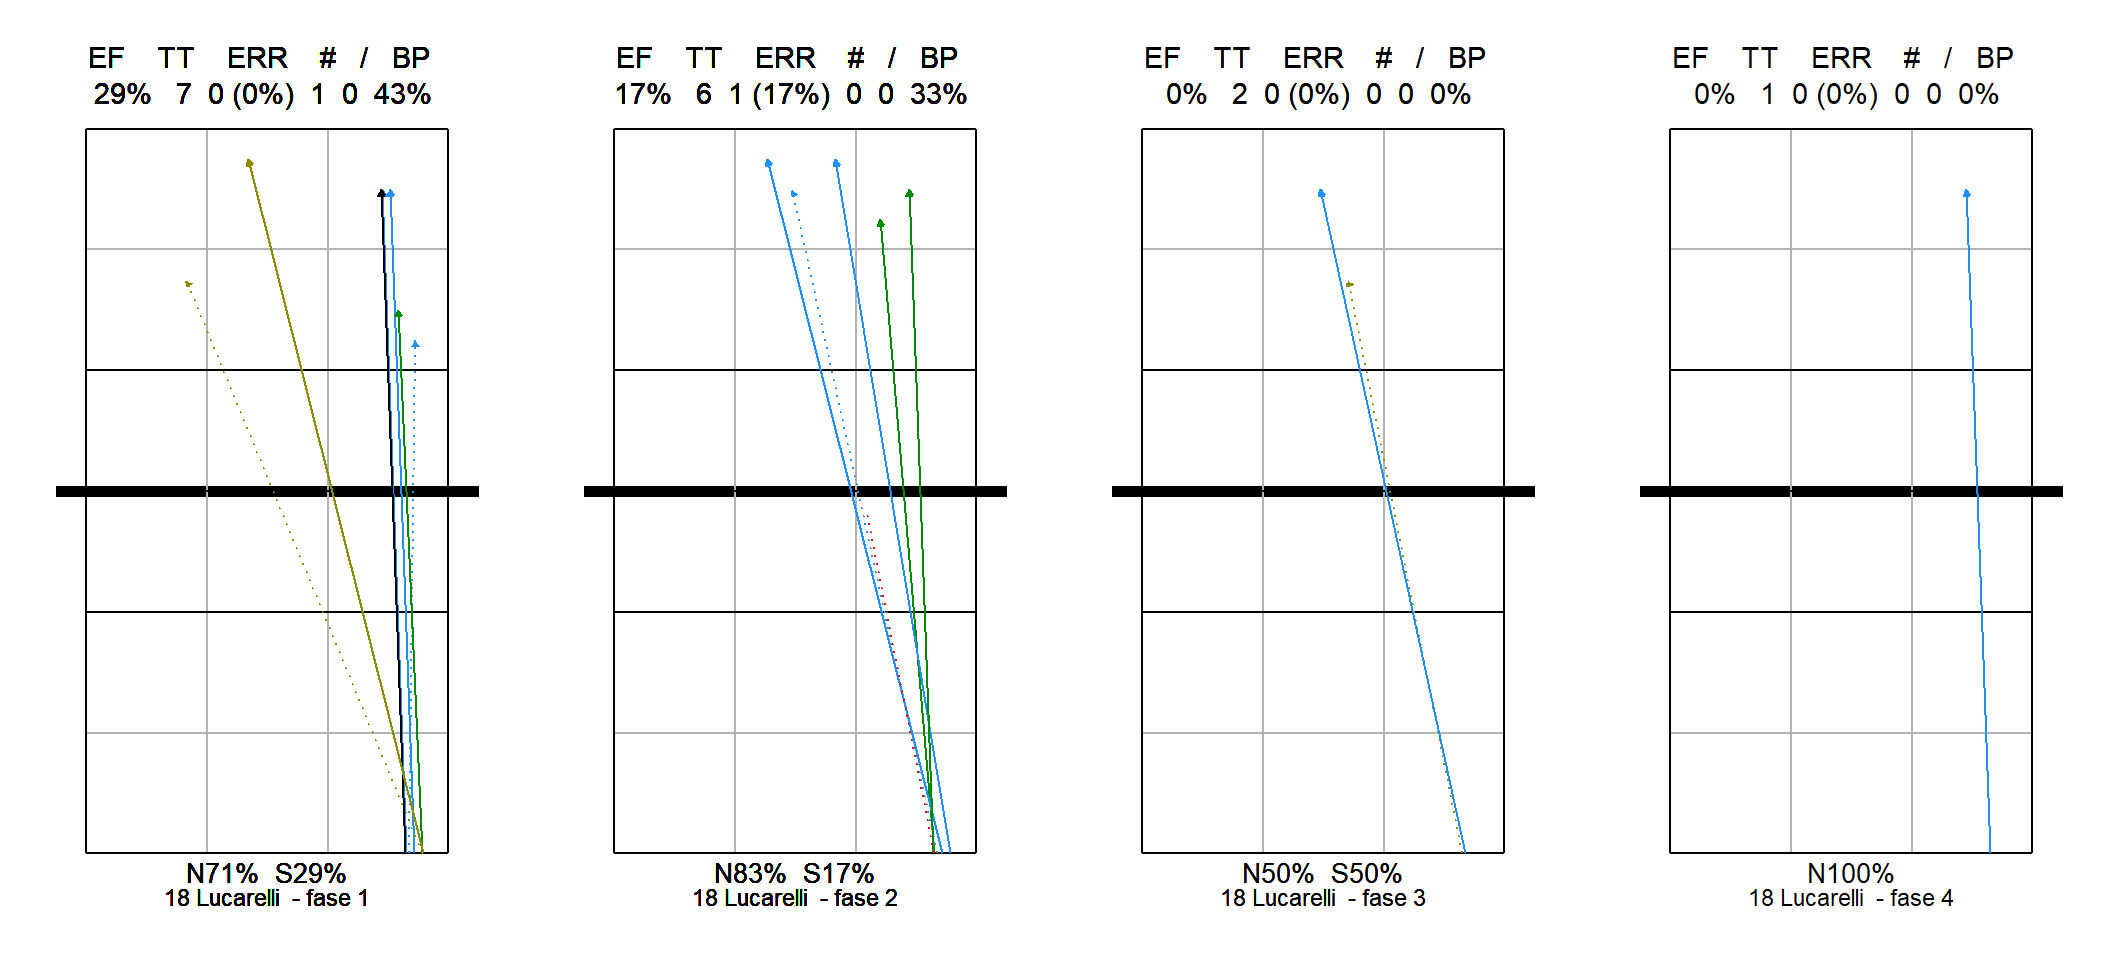 EF TT ERR # / BP
29% 7 0 (0%) 1 0 43%
N71% S29%
18 Lucarelli - fase 1
EF TT ERR # / BP
17% 6 1 (17%) 0 0 33%
N83% S17%
18 Lucarelli - fase 2
EF TT ERR # / BP
0% 2 0 (0%) 0 0 0%
N50% S50%
18 Lucarelli - fase 3
EF TT ERR # / BP
0% 1 0 (0%) 0 0 0%
N100%
18 Lucarelli - fase 4